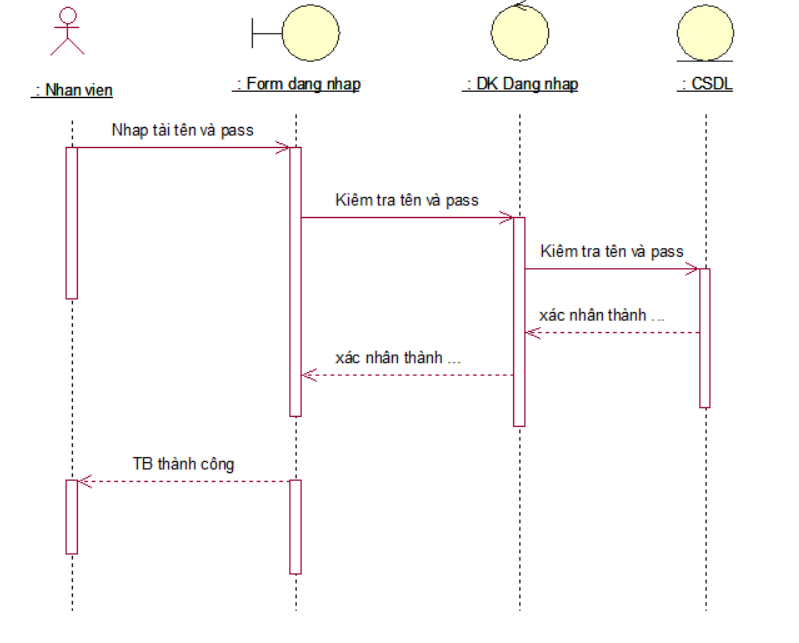 : Nhan vien
: Form dang nhap
: DK Dang nhap
: CSDL
Nhap tài tên và pass
Kiêm tra tên và pass
Kiêm tra tên và pass
xác nhân thành ...
xác nhân thành ...
TB thành công